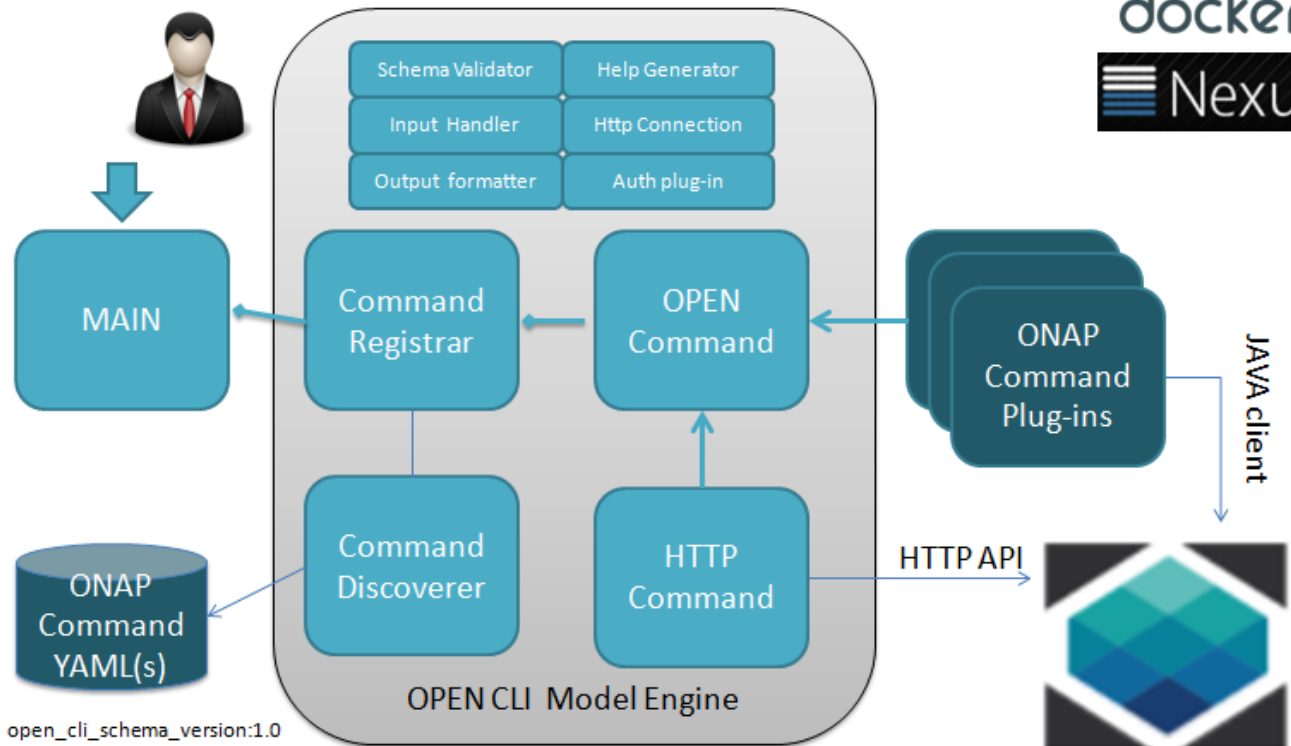 docker
Schema Validator
Help Generator
Input Handler
Http Connection
Output formatter
Auth plug-in
MAIN
Command
Registrar
OPEN
Command
ONAP
Command
Plug-ins
JAVA client
Command
Discoverer
HTTP
Command
HTTP API
ONAP
Command
YAML(s)
OPEN CLI Model Engine
open_cli_schema_version:1.0